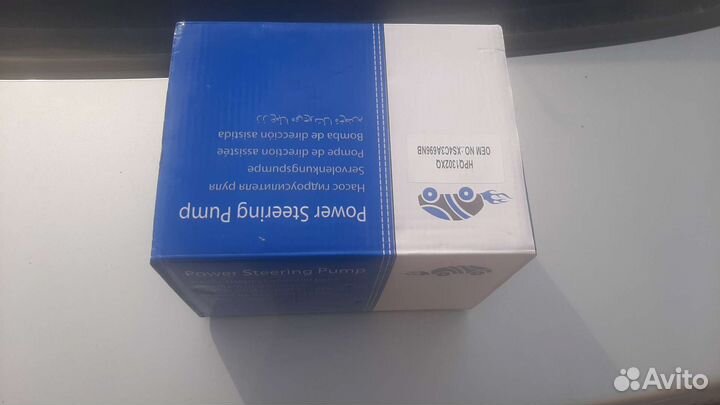 Power Steering Pump
Насос гидроусилителя руля
Servolenkungspumpe
Pompe de direction assistée
Bomba de dirección asistida
HPQ1302XQ
OEM NO.:XS4C3A696NB
Power Steering Pump
Avito